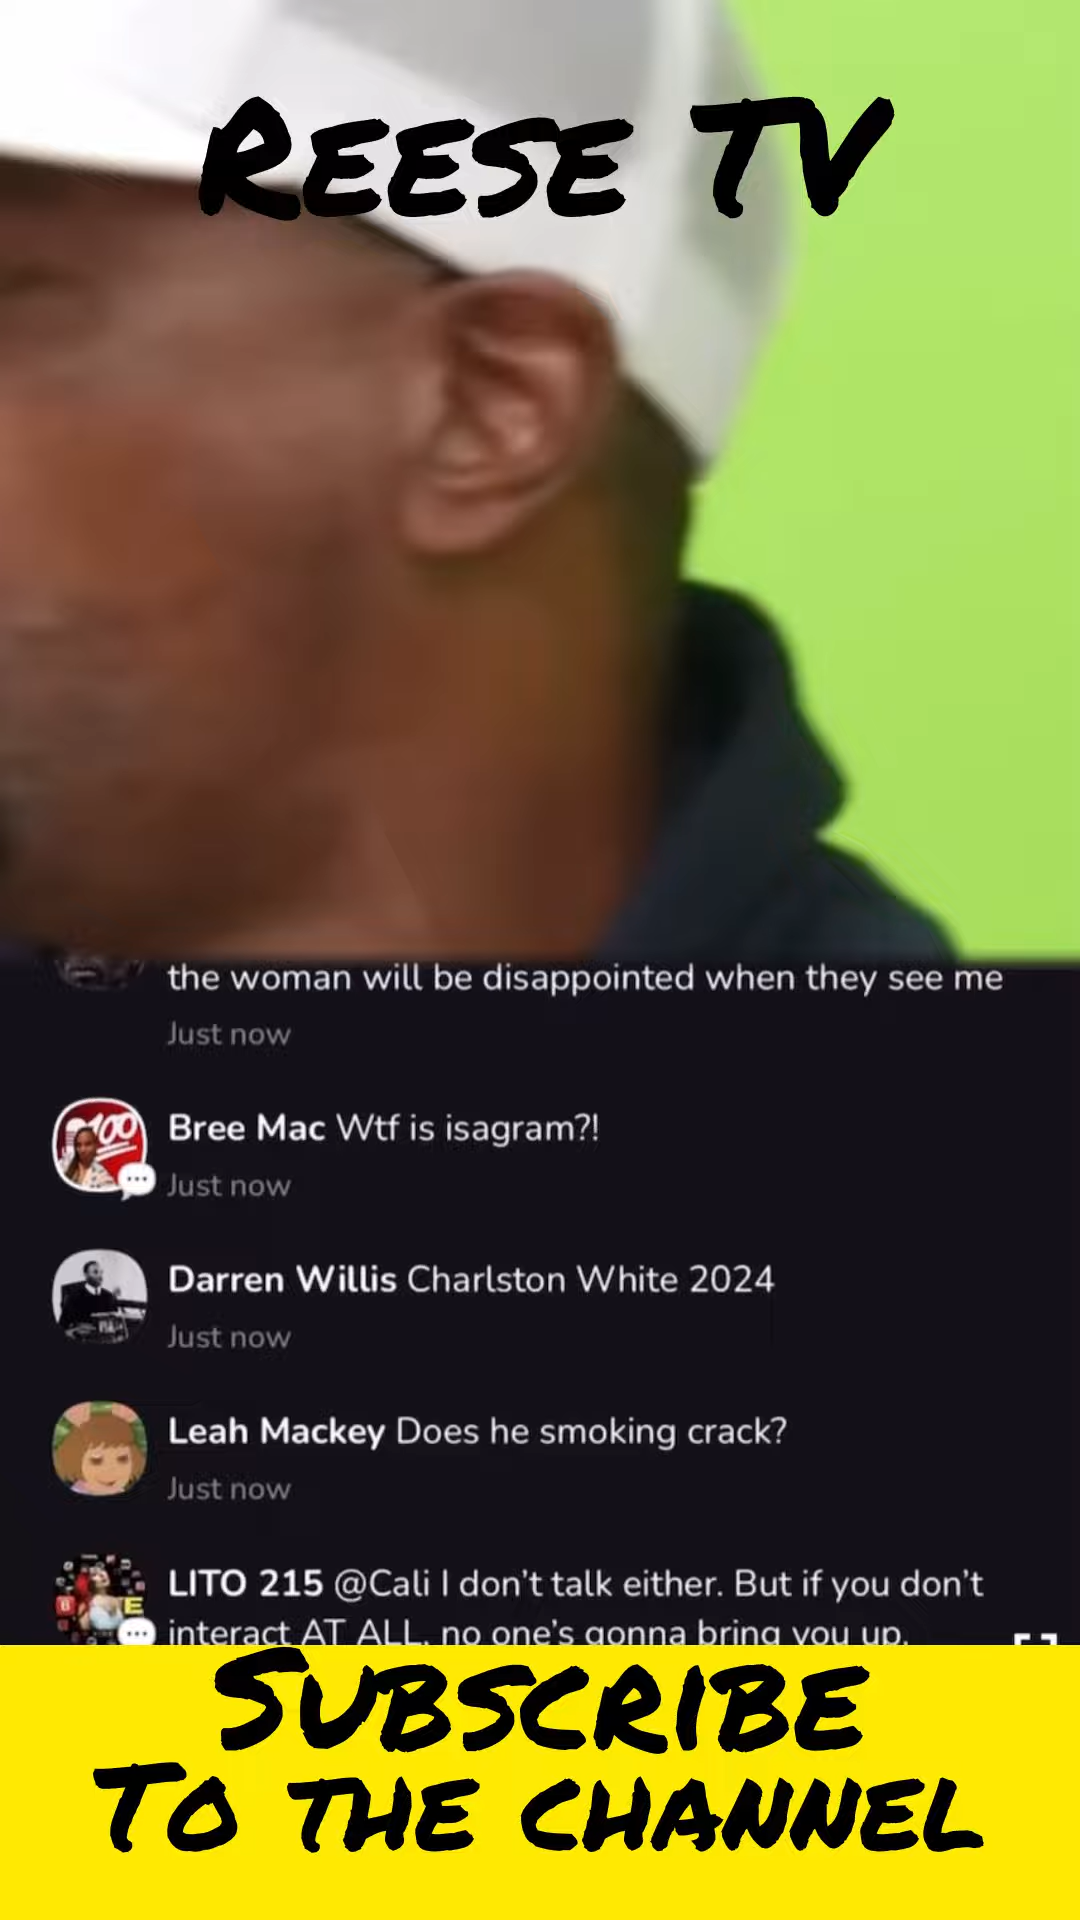 REESE TV
the woman will be disappointed when they see me
Just now
Bree Mac Wtf is isagram?!
Just now
Darren Willis Charlston White 2024
Just now
Leah Mackey Does he smoking crack?
Just now
LITO 215 @Cali I don't talk either. But if you don't
interact AT ALL, no one's gonna bring you up.
SUBSCRIBE
TO THE CHANNEL